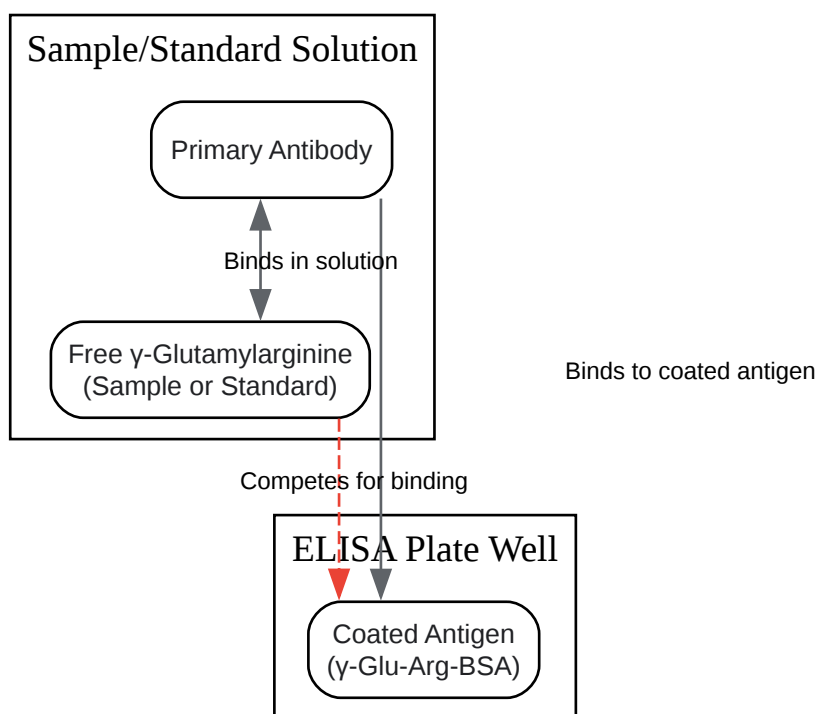 Sample/Standard Solution
Primary Antibody
Binds in solution
Free γ-Glutamylarginine
(Sample or Standard)
Binds to coated antigen
Competes for binding
ELISA Plate Well
Coated Antigen
(γ-Glu-Arg-BSA)